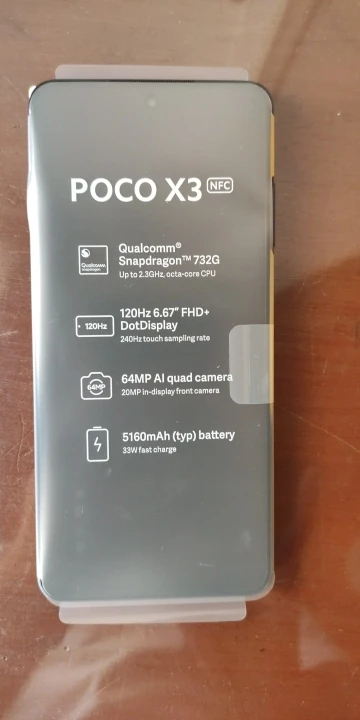 POCO X3 NFC
Qualcomm
snapdragon
Qualcomm®
Snapdragon™ 732G
Up to 2.3GHz, octa-core CPU
120Hz
120Hz 6.67" FHD+
DotDisplay
240Hz touch sampling rate
64MP
64MP AI quad camera
20MP in-display front camera
5160mAh (typ) battery
33W fast charge